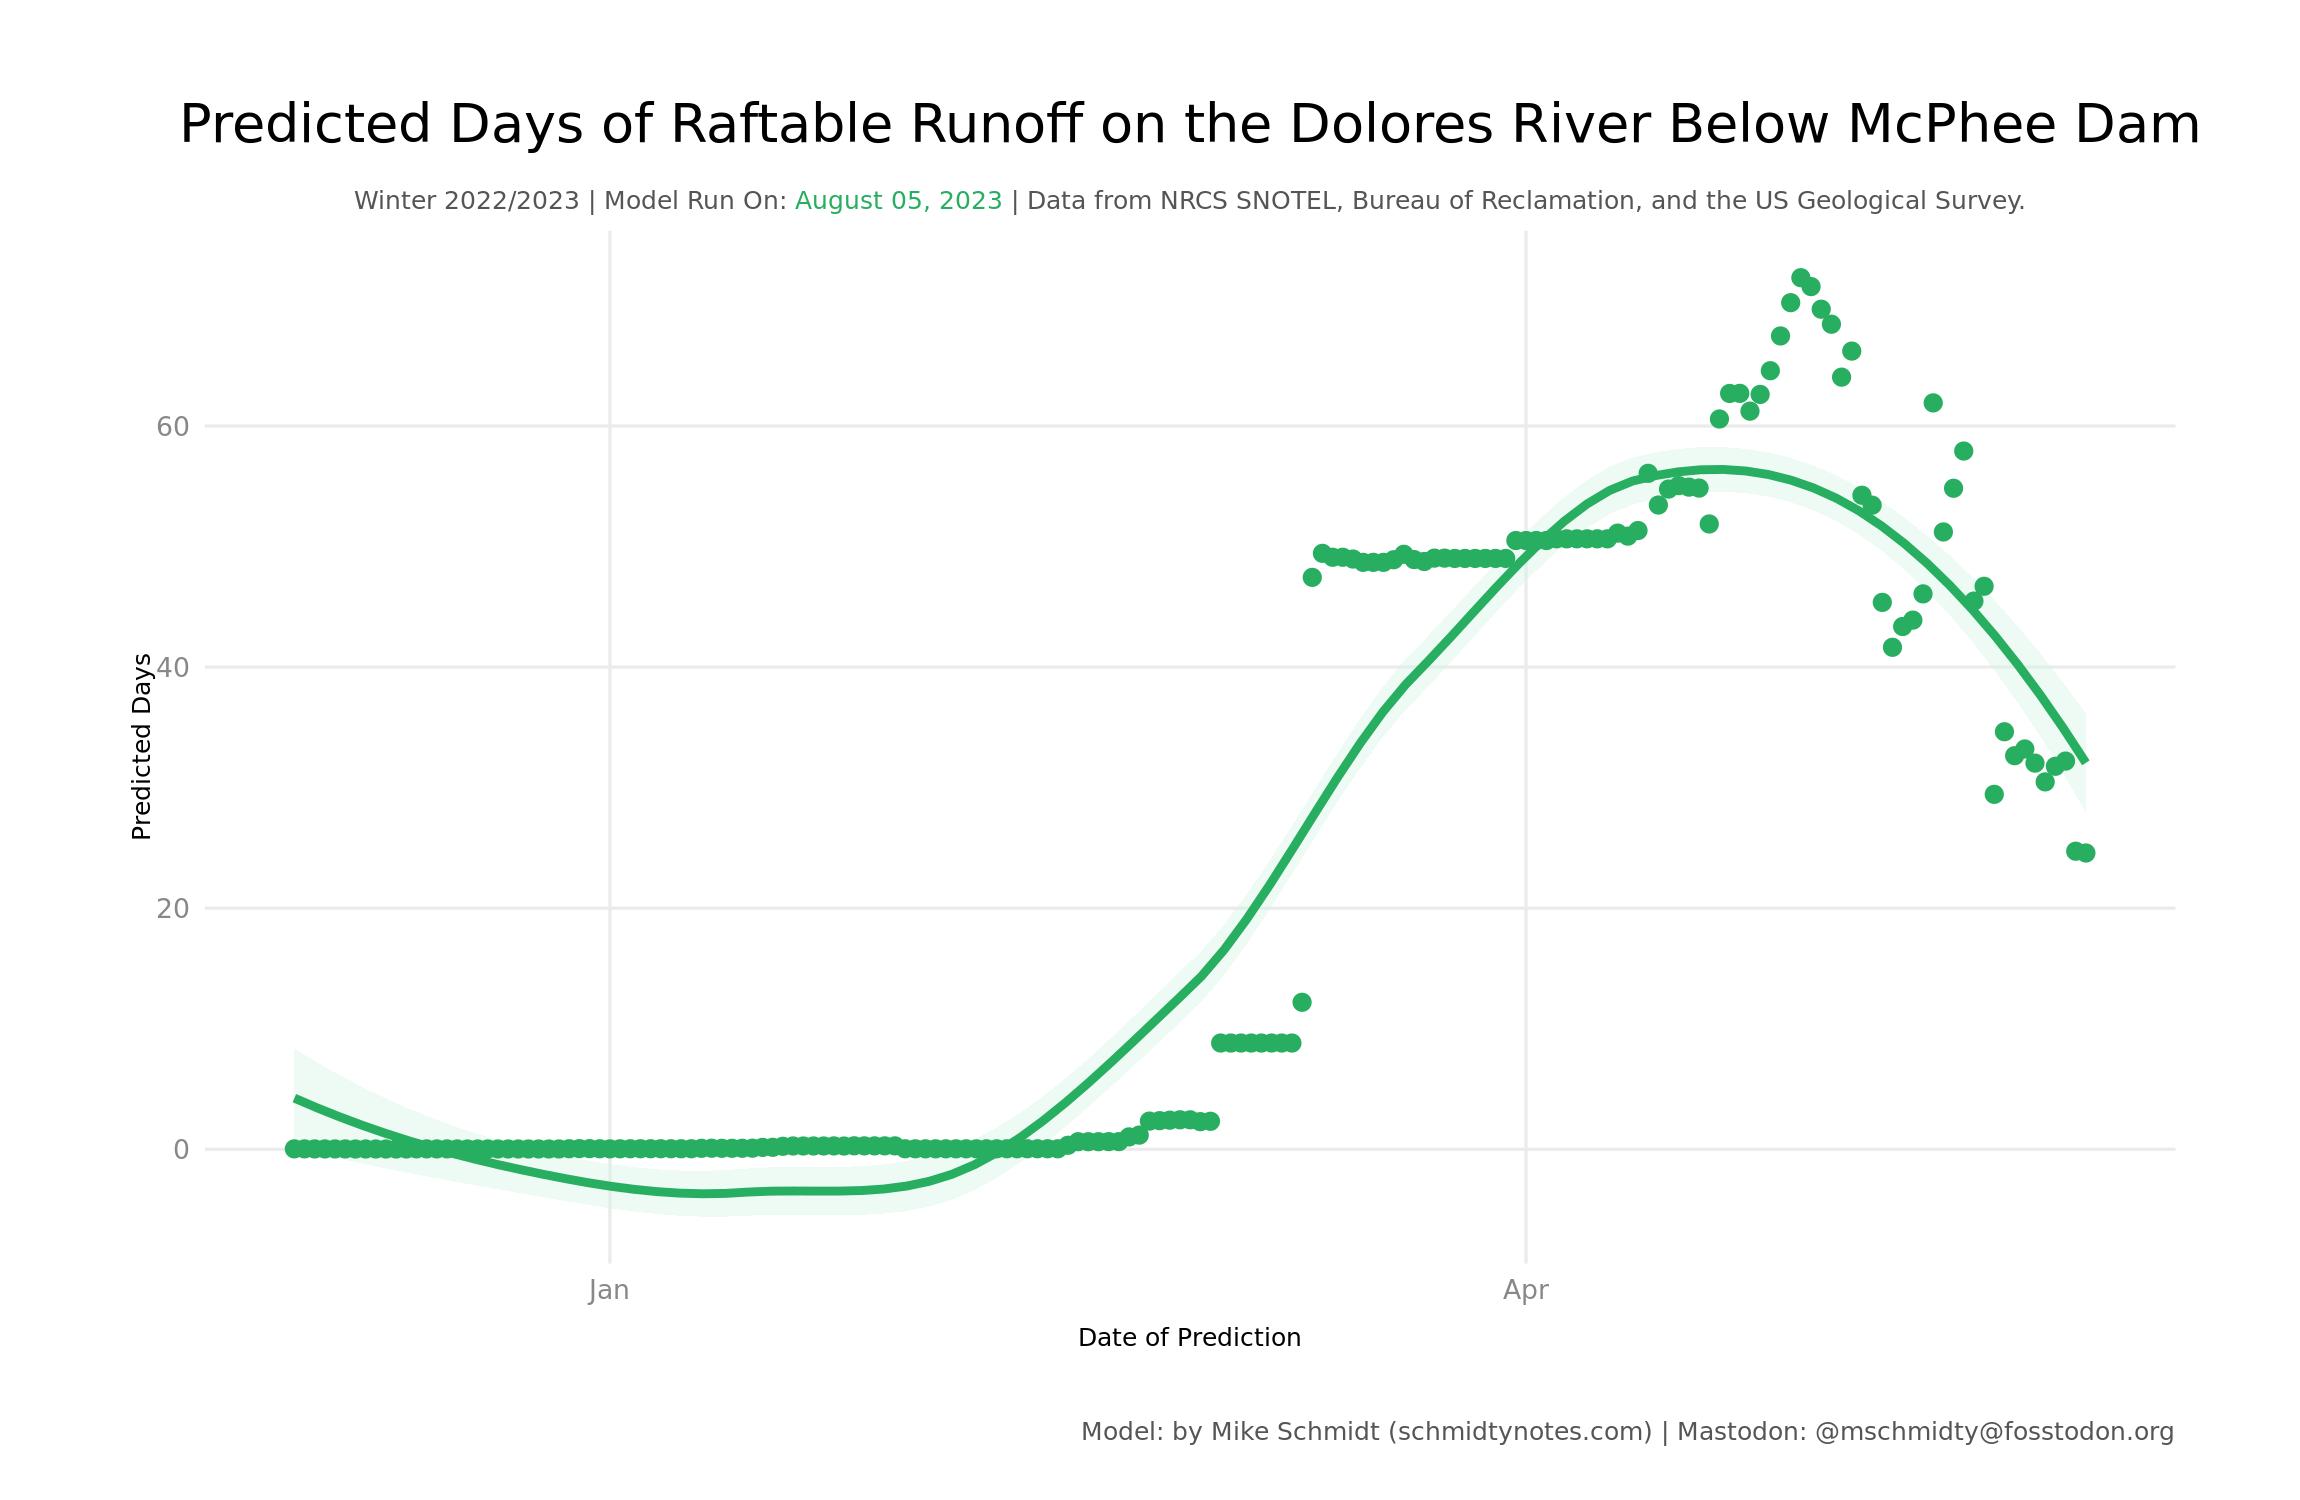 Predicted Days of Raftable Runoff on the Dolores River Below McPhee Dam
Winter 2022/2023 | Model Run On: August 05, 2023 | Data from NRCS SNOTEL, Bureau of Reclamation, and the US Geological Survey.
60
40
20
0
Predicted Days
Jan
Apr
Date of Prediction
Model: by Mike Schmidt (schmidtynotes.com) | Mastodon: @mschmidty@fosstodon.org